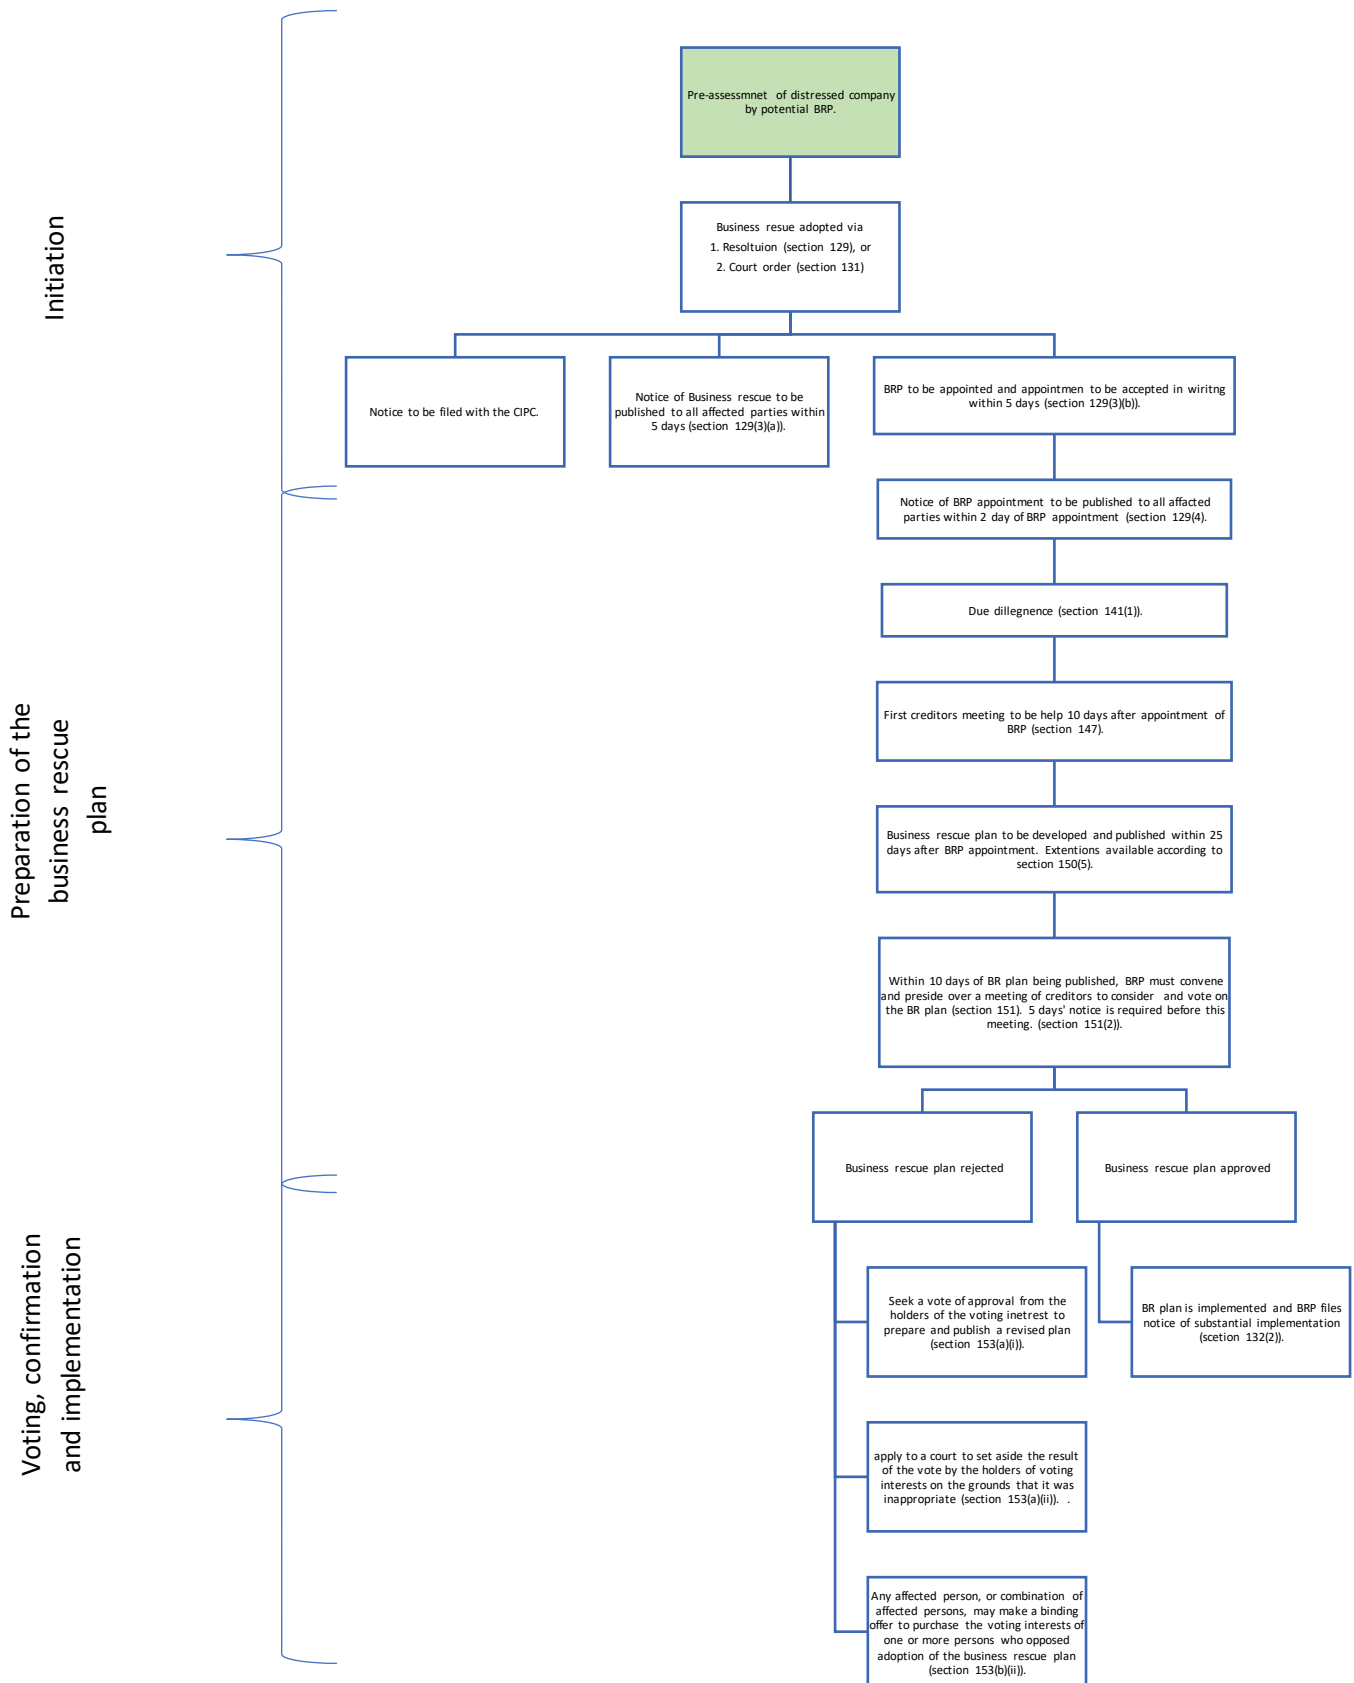 Initiation
Pre-assessmnet of distressed company
by potential BRP.
Business resue adopted via
1. Resoltuion (section 129), or
2. Court order (section 131)
Notice to be filed with the CIPC.
Notice of Business rescue to be
published to all affected parties within
5 days (section 129(3)(a)).
BRP to be appointed and appointmen to be accepted in wiritng
within 5 days (section 129(3)(b)).
Preparation of the
business rescue
plan
Notice of BRP appointment to be published to all affacted
parties within 2 day of BRP appointment (section 129(4).
Due dillegnence (section 141(1)).
First creditors meeting to be help 10 days after appointment of
BRP (section 147).
Business rescue plan to be developed and published within 25
days after BRP appointment. Extentions available according to
section 150(5).
Within 10 days of BR plan being published, BRP must convene
and preside over a meeting of creditors to consider and vote on
the BR plan (section 151). 5 days' notice is required before this
meeting. (section 151(2)).
Voting, confirmation
and implementation
Business rescue plan rejected
Business rescue plan approved
Seek a vote of approval from the
holders of the voting inetrest to
prepare and publish a revised plan
(section 153(a)(i)).
BR plan is implemented and BRP files
notice of substantial implementation
(scetion 132(2)).
apply to a court to set aside the result
of the vote by the holders of voting
interests on the grounds that it was
inappropriate (section 153(a)(ii)). .
Any affected person, or combination of
affected persons, may make a binding
offer to purchase the voting interests of
one or more persons who opposed
adoption of the business rescue plan
(section 153(b)(ii)).